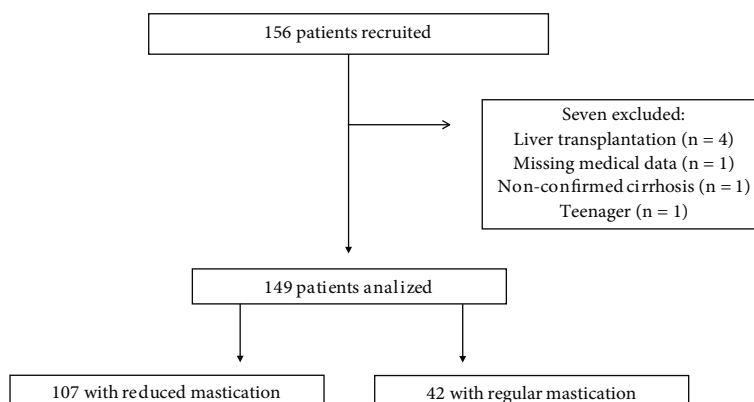 156 patients recruited
Seven excluded:
Liver transplantation (n = 4)
Missing medical data (n = 1)
Non-confirmed cirrhosis (n = 1)
Teenager (n = 1)
149 patients analized
107 with reduced mastication
42 with regular mastication